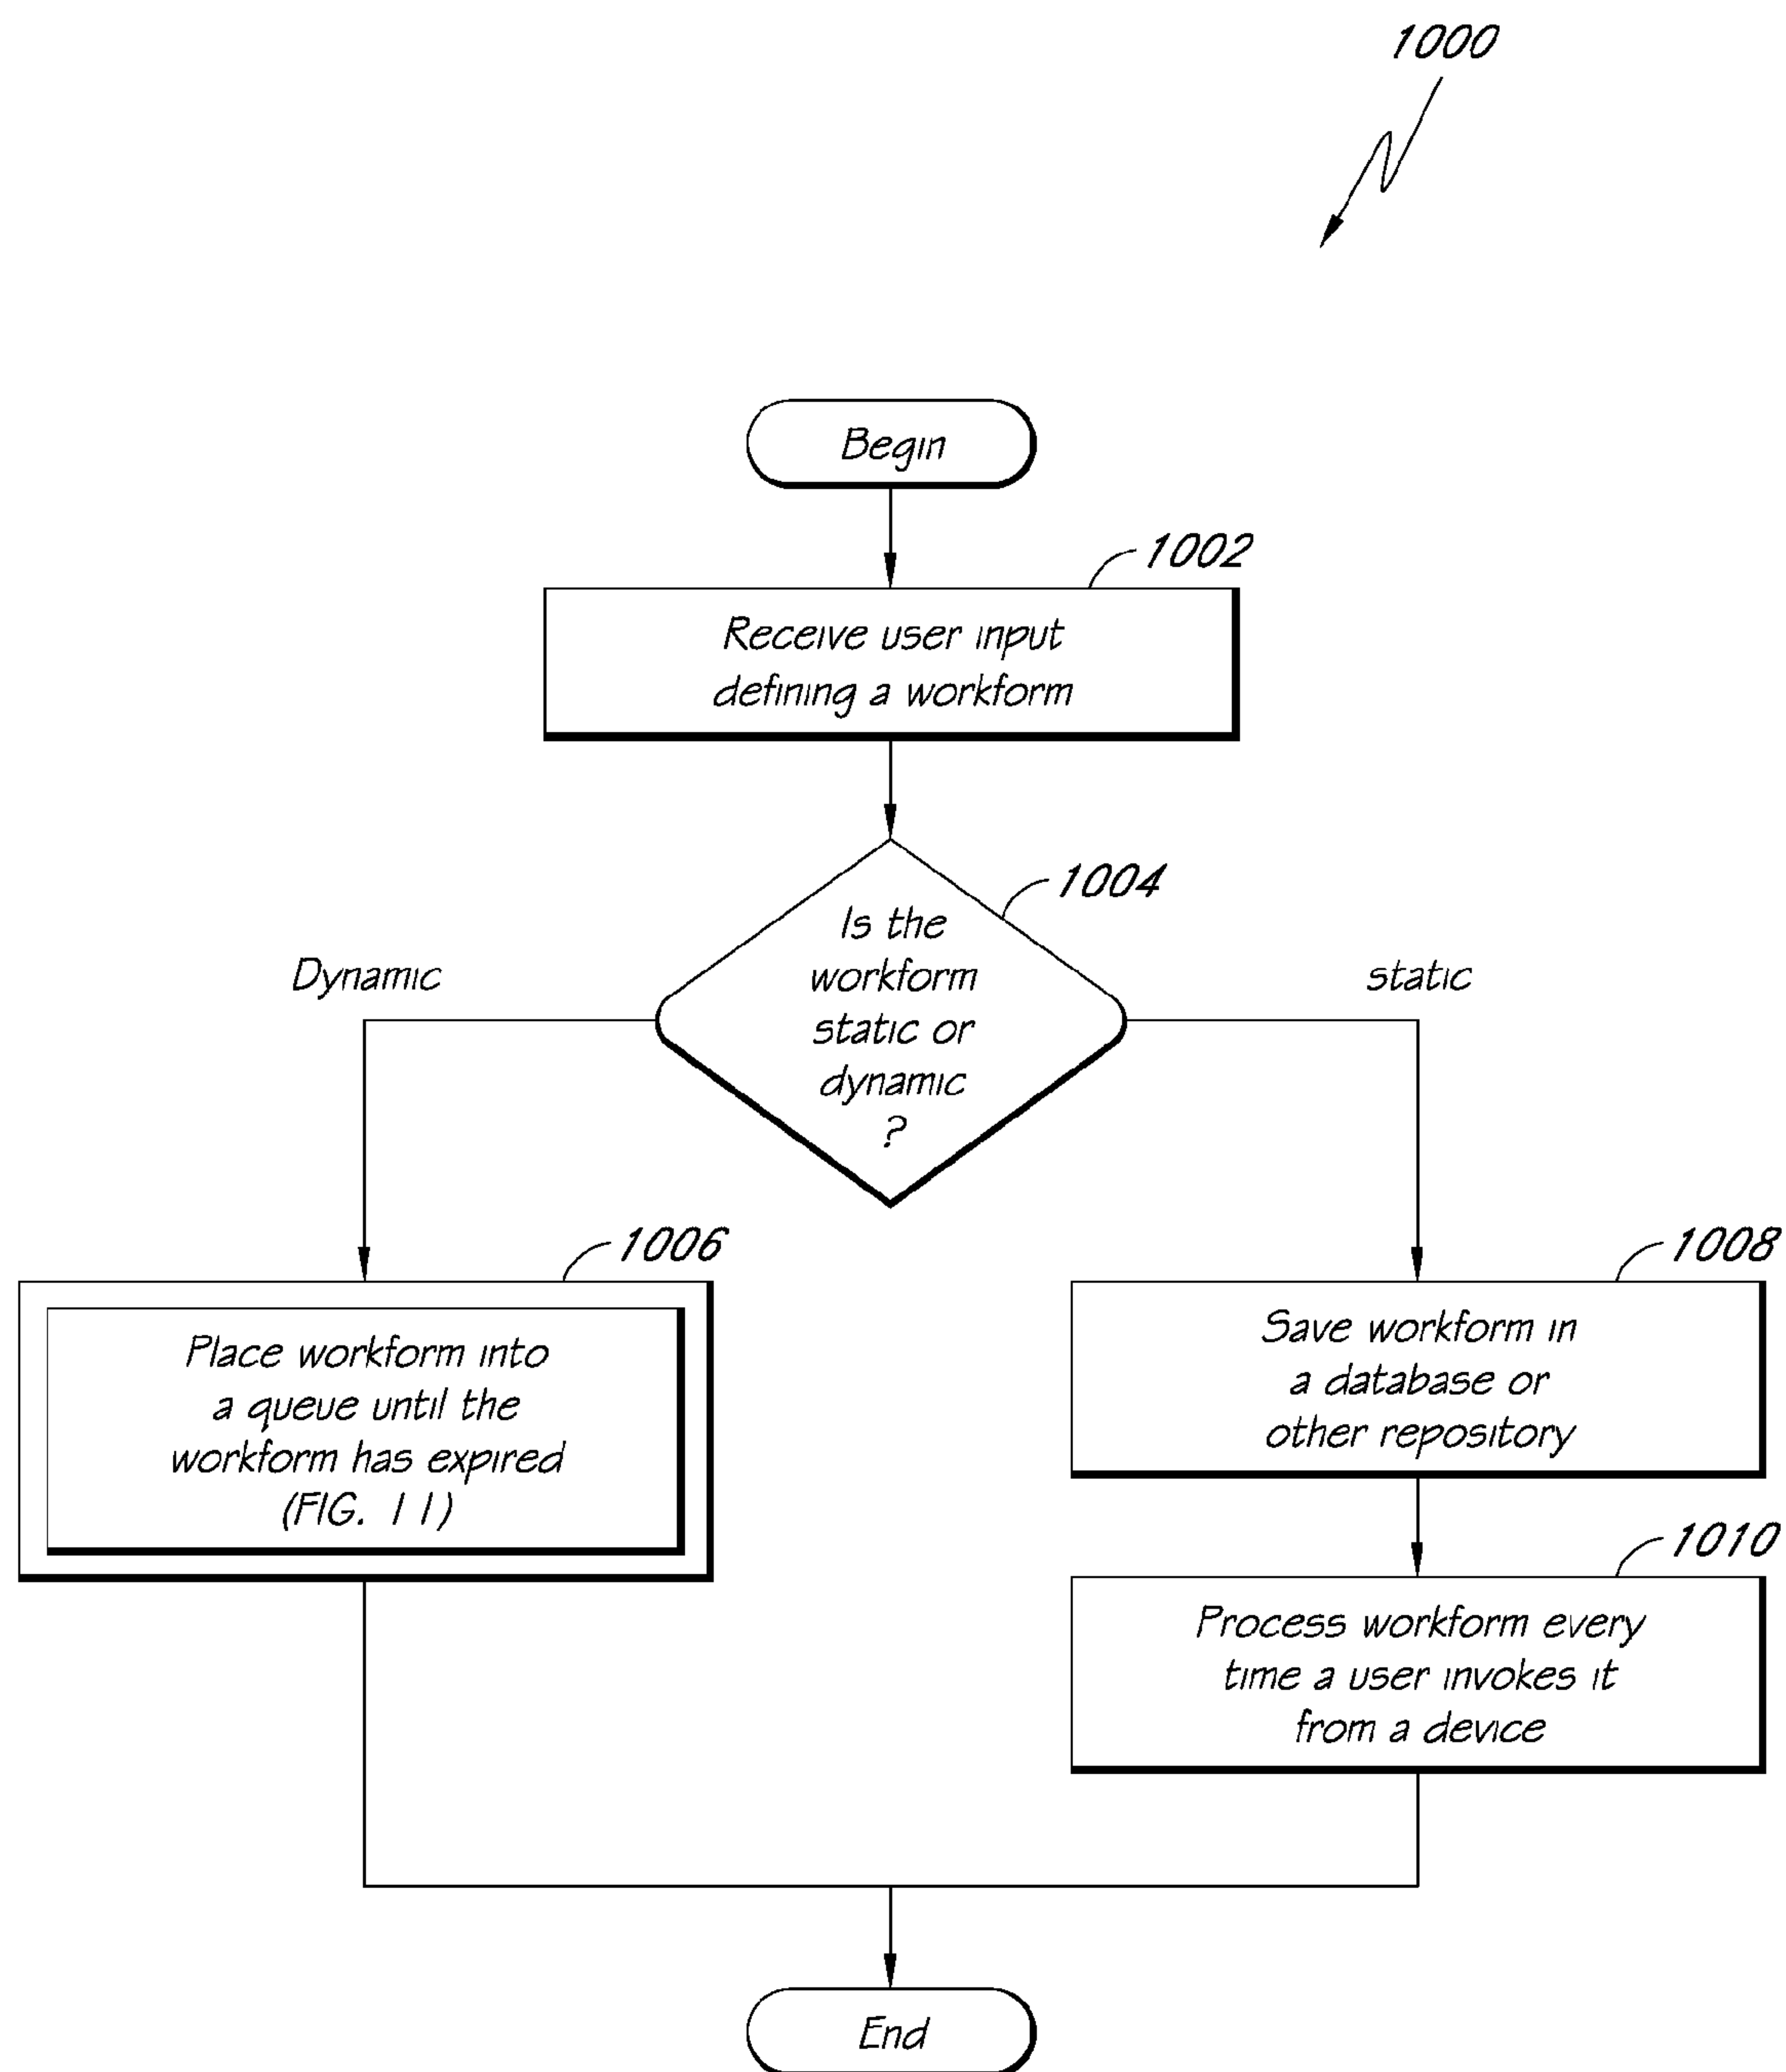 1000
Begin
1002
Receive user input
defining a workform
1004
Is the
workform
static or
dynamic
?
Dynamic
static
1006
Place workform into
a queue until the
workform has expired
(FIG. 11)
1008
Save workform in
a database or
other repository
1010
Process workform every
time a user invokes it
from a device
End